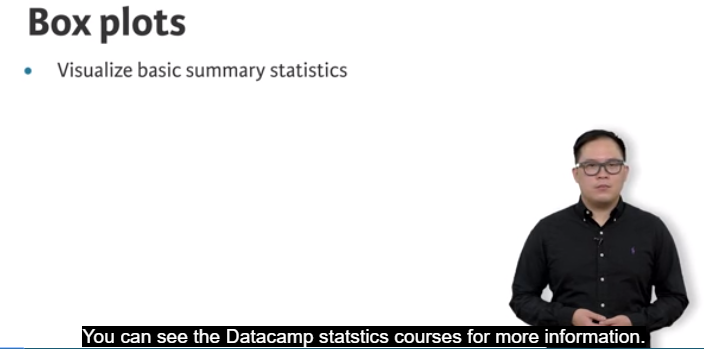 Box plots
• Visualize basic summary statistics
You can see the Datacamp statstics courses for more information.